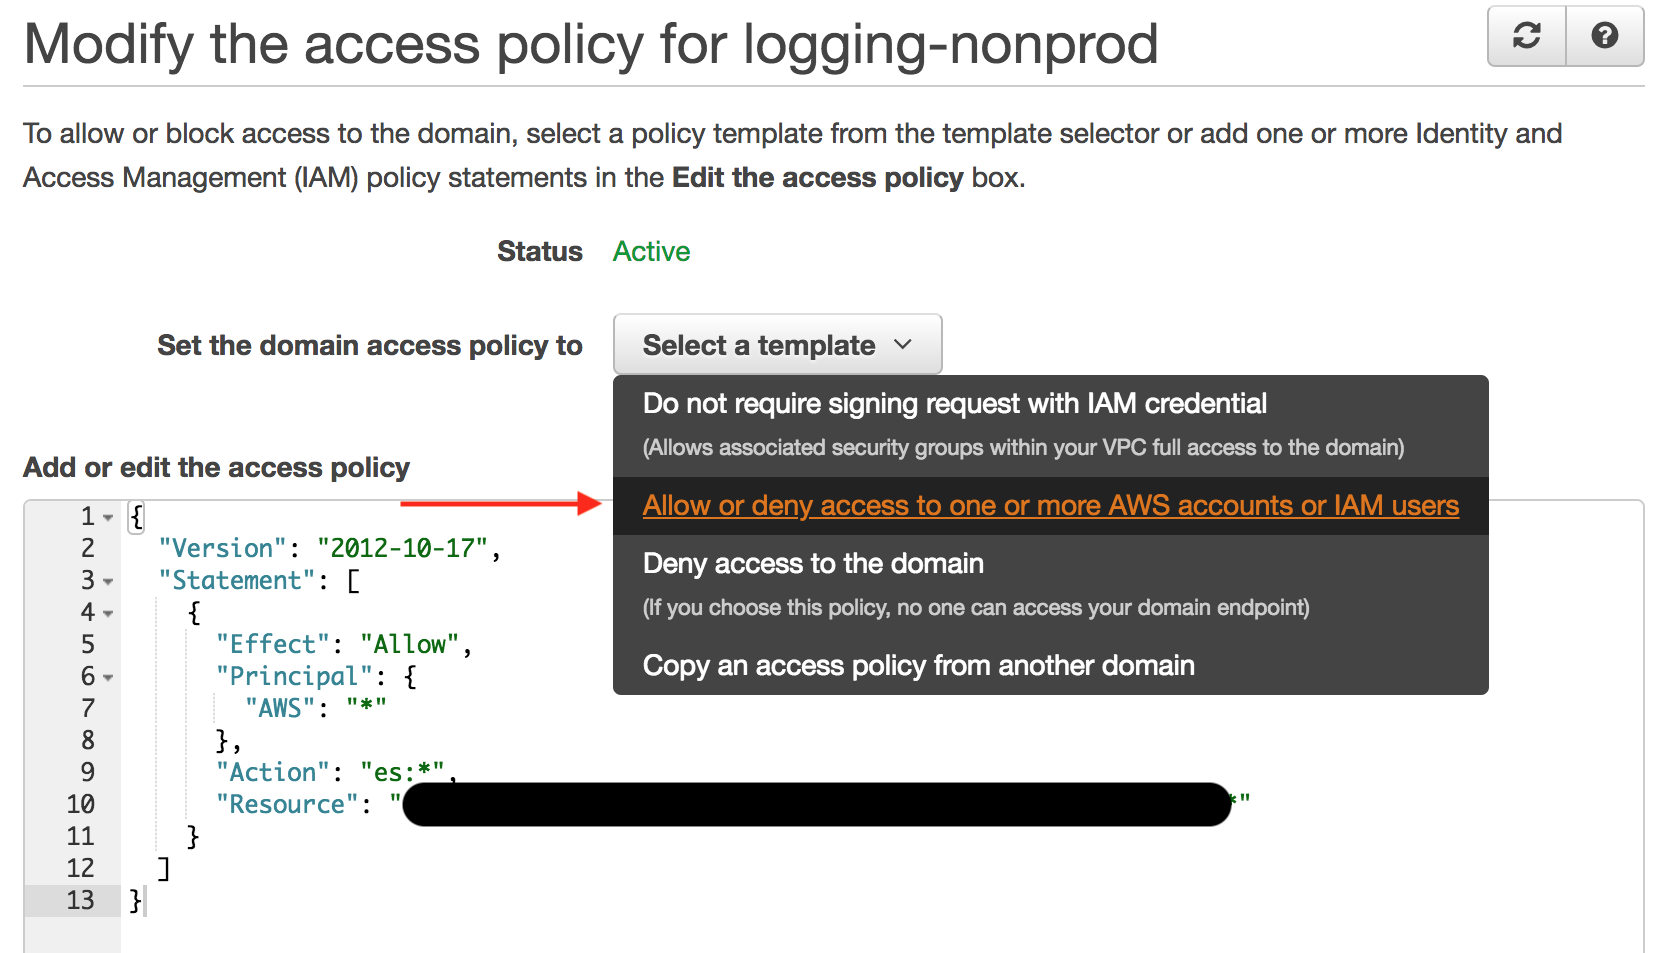 Modify the access policy for logging-nonprod
To allow or block access to the domain, select a policy template from the template selector or add one or more Identity and
Access Management (IAM) policy statements in the Edit the access policy box.
Status Active
Set the domain access policy to Select a template
Do not require signing request with IAM credential
(Allows associated security groups within your VPC full access to the domain)
Allow or deny access to one or more AWS accounts or IAM users
Deny access to the domain
(If you choose this policy, no one can access your domain endpoint)
Copy an access policy from another domain
Add or edit the access policy
1 {
2 "Version": "2012-10-17",
3 "Statement": [
4 {
5 "Effect": "Allow",
6 "Principal": {
7 "AWS": "*"
8 },
9 "Action": "es:*",
10 "Resource": " *"
11 }
12 ]
13 }